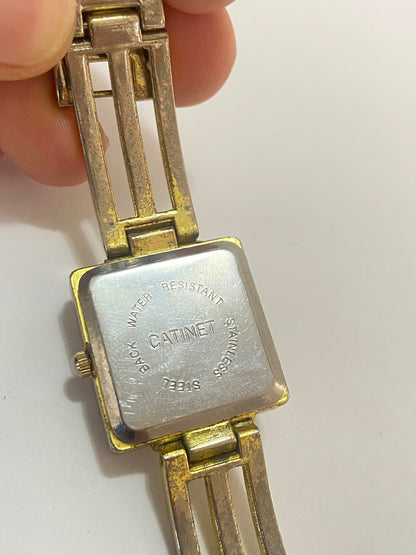 WATER RESISTANT
STAINLESS STEEL BACK
CATINET